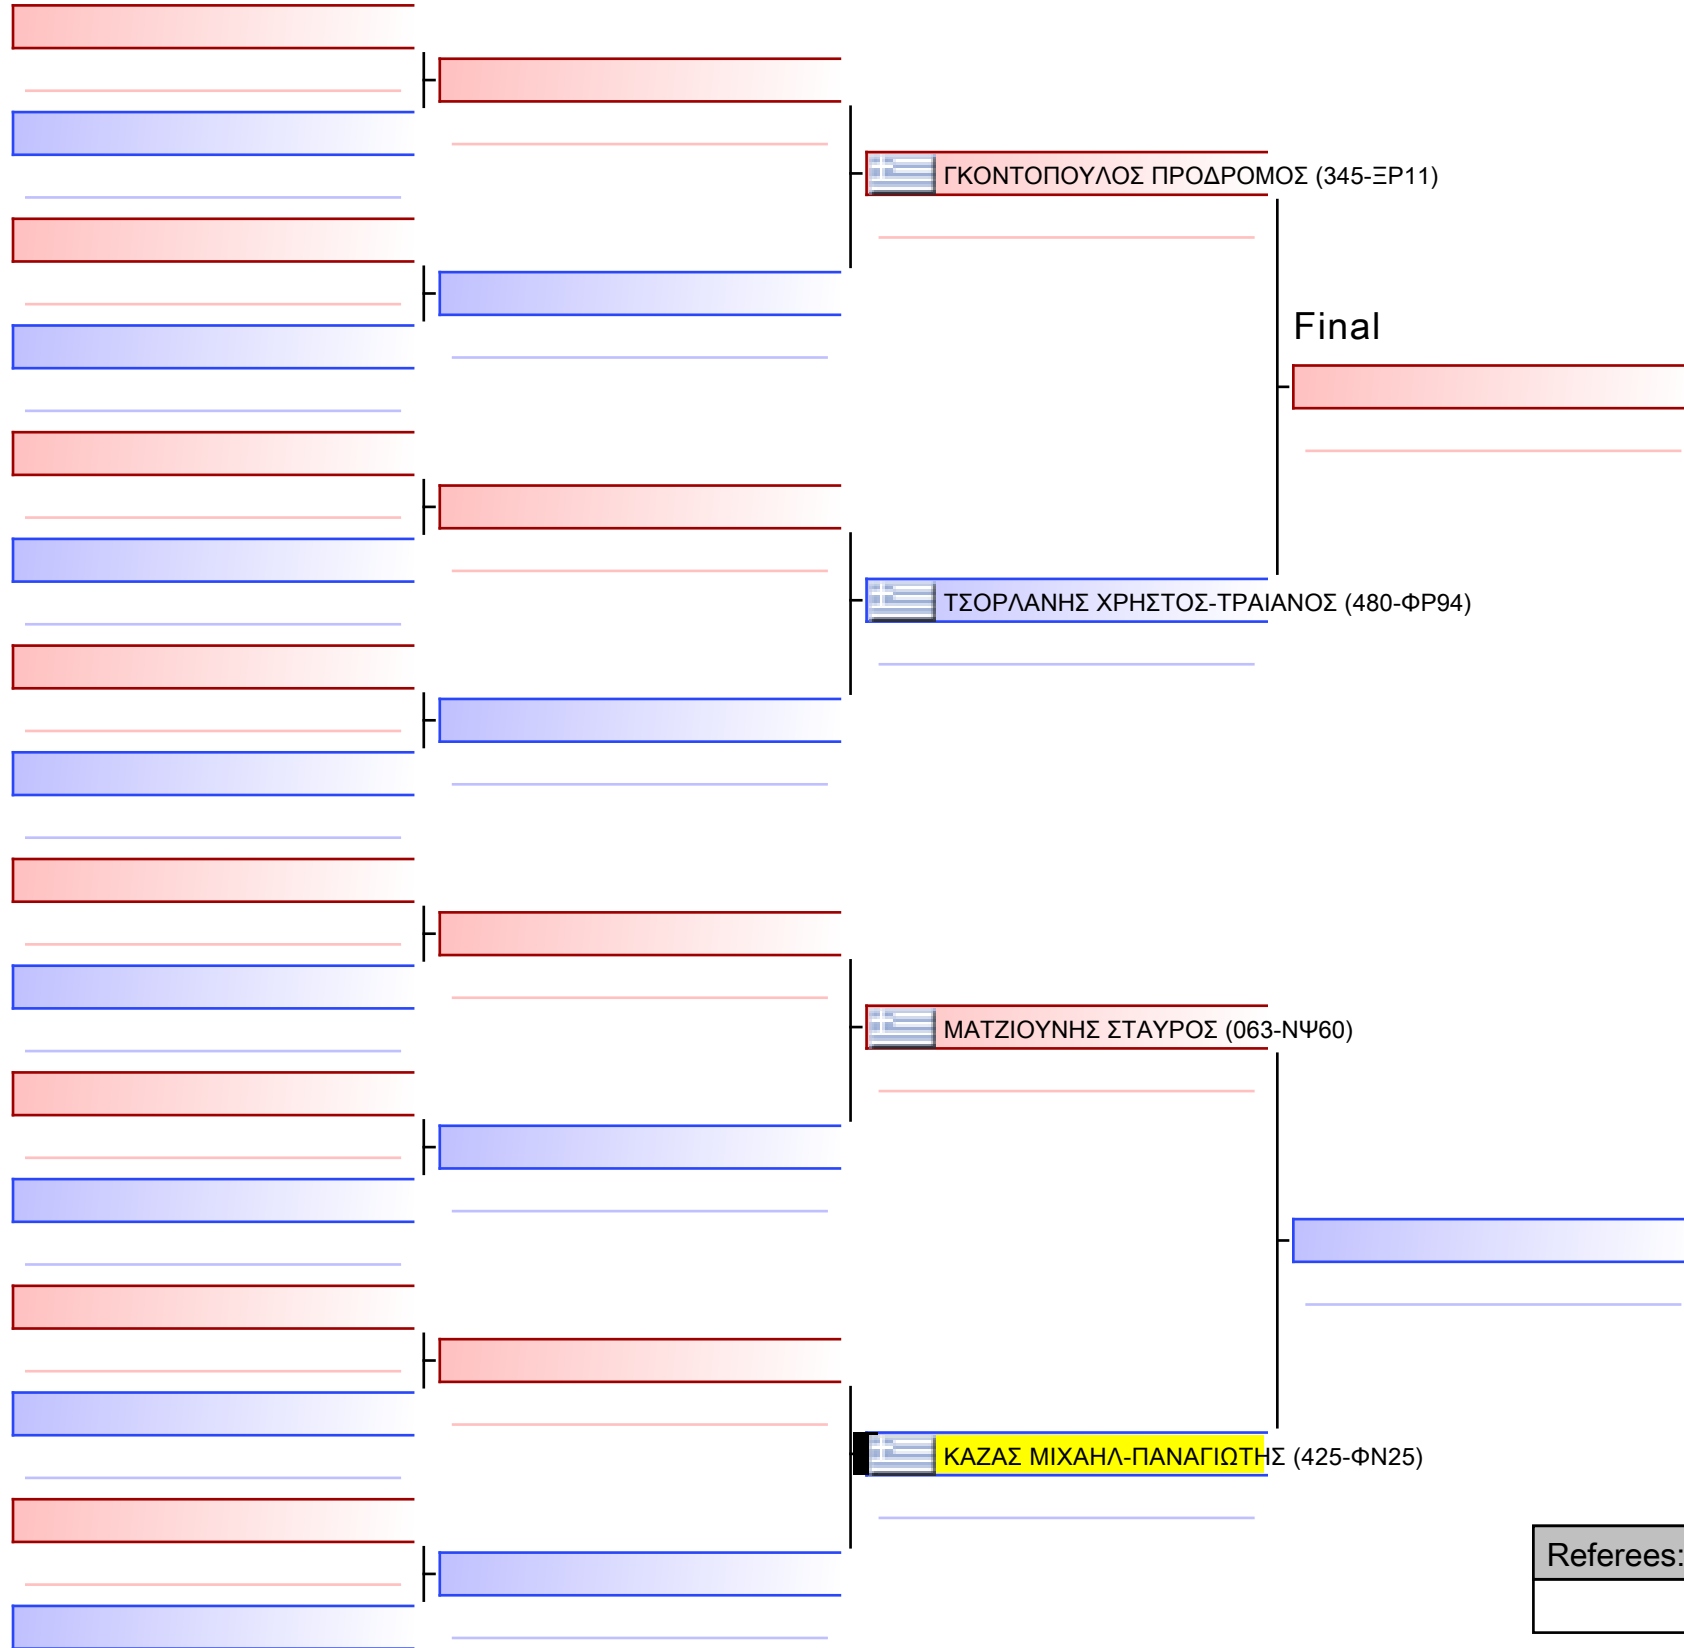 ΓΚΟΝΤΟΠΟΥΛΟΣ ΠΡΟΔΡΟΜΟΣ (345-ΞΡ11)
Final
ΤΣΟΡΛΑΝΗΣ ΧΡΗΣΤΟΣ-ΤΡΑΙΑΝΟΣ (480-ΦΡ94)
ΜΑΤΖΙΟΥΝΗΣ ΣΤΑΥΡΟΣ (063-ΝΨ60)
ΚΑΖΑΣ ΜΙΧΑΗΛ-ΠΑΝΑΓΙΩΤΗΣ (425-ΦΝ25)
Referees: